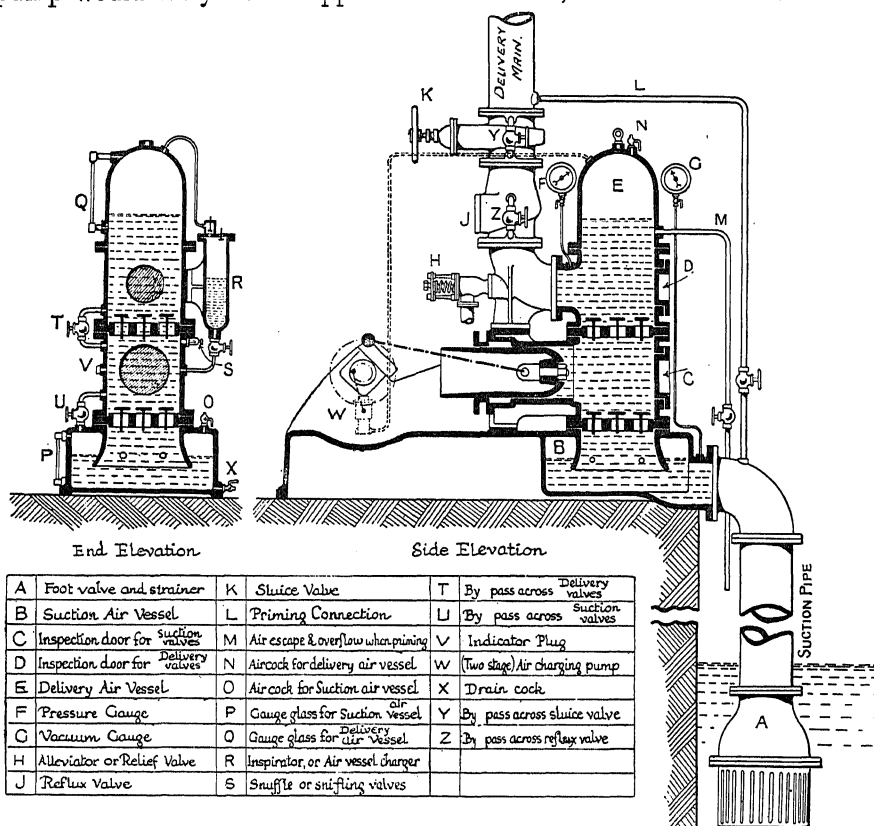 DELIVERY MAIN.
K
L
Y
N
F
E
G
Q
J
Z
M
H
D
R
T
V
S
C
U
O
W
B
P
X
End Elevation
Side Elevation
SUCTION PIPE
A
A Foot valve and strainer K Sluice Valve T By pass across Delivery valves
B Suction Air Vessel L Priming Connection U By pass across Suction valves
C Inspection door for Suction valves M Air escape & overflow when priming V Indicator Plug
D Inspection door for Delivery valves N Aircock for delivery air vessel W (Two stage) Air charging pump
E Delivery Air Vessel O Air cock for Suction air vessel X Drain cock
F Pressure Gauge P Gauge glass for Suction air Vessel Y By pass across sluice valve
G Vacuum Gauge O Gauge glass for Delivery air Vessel Z By pass across reflux valve
H Alleviator or Relief Valve R Inspirator, or Air vessel charger
J Reflux Valve S Snuffle or snifting valves